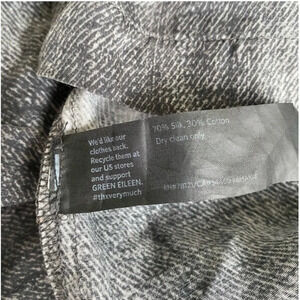 We'd like our
clothes back.
Recycle them at
our US stores
and support
GREEN EILEEN.
#thxverymuch
70% Silk, 30% Cotton
Dry clean only.